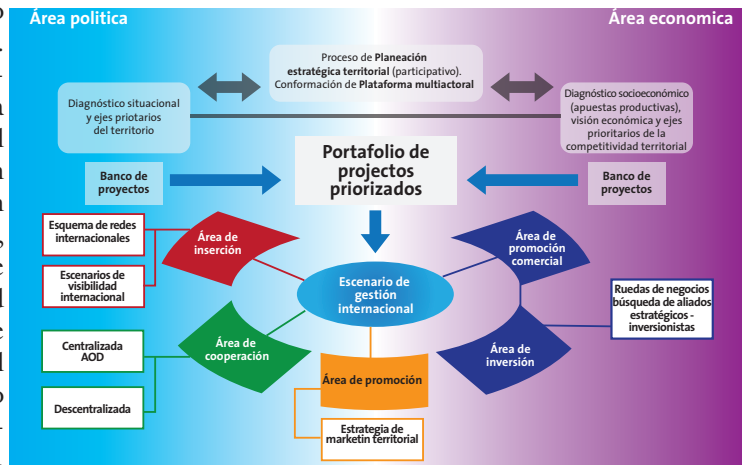 Área politica
Área economica
Proceso de Planeación
estratégica territorial (participativo).
Conformación de Plataforma multiactoral
Diagnóstico situacional
y ejes priotarios
del territorio
Diagnóstico socioeconómico
(apuestas productivas),
visión económica y ejes
prioritarios de la
competitividad territorial
Portafolio de
proyectos
priorizados
Banco de
proyectos
Banco de
proyectos
Esquema de redes
internacionales
Área de
inserción
Área de
promoción
comercial
Escenarios de
visibilidad
internacional
Escenario de
gestión
internacional
Ruedas de negocios
búsqueda de aliados
estratégicos -
inversionistas
Centralizada
AOD
Área de
cooperación
Área de
inversión
Área de promoción
Descentralizada
Estrategia de
marketin territorial